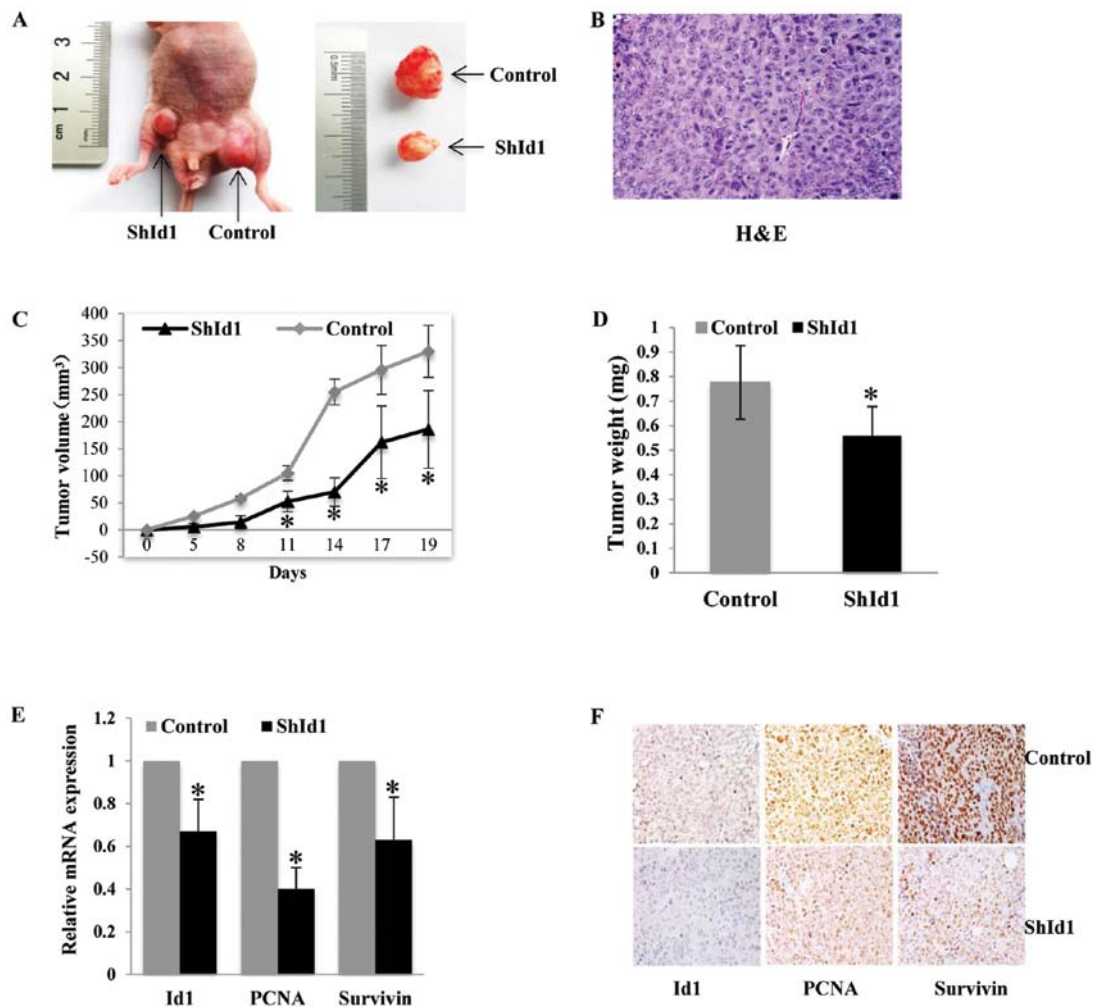 A
3
2
1
cm
mm
0.5mm
Control
ShId1
ShId1 Control
B
H&E
C
ShId1 Control
Tumor volume (mm³)
400
350
300
250
200
150
100
50
0
-50
* * * *
0 5 8 11 14 17 19
Days
D
Control ShId1
Tumor weight (mg)
1
0.9
0.8
0.7
0.6
0.5
0.4
0.3
0.2
0.1
0
*
Control ShId1
E
Control ShId1
Relative mRNA expression
1.2
1
0.8
0.6
0.4
0.2
0
* * *
Id1 PCNA Survivin
F
Control
ShId1
Id1 PCNA Survivin